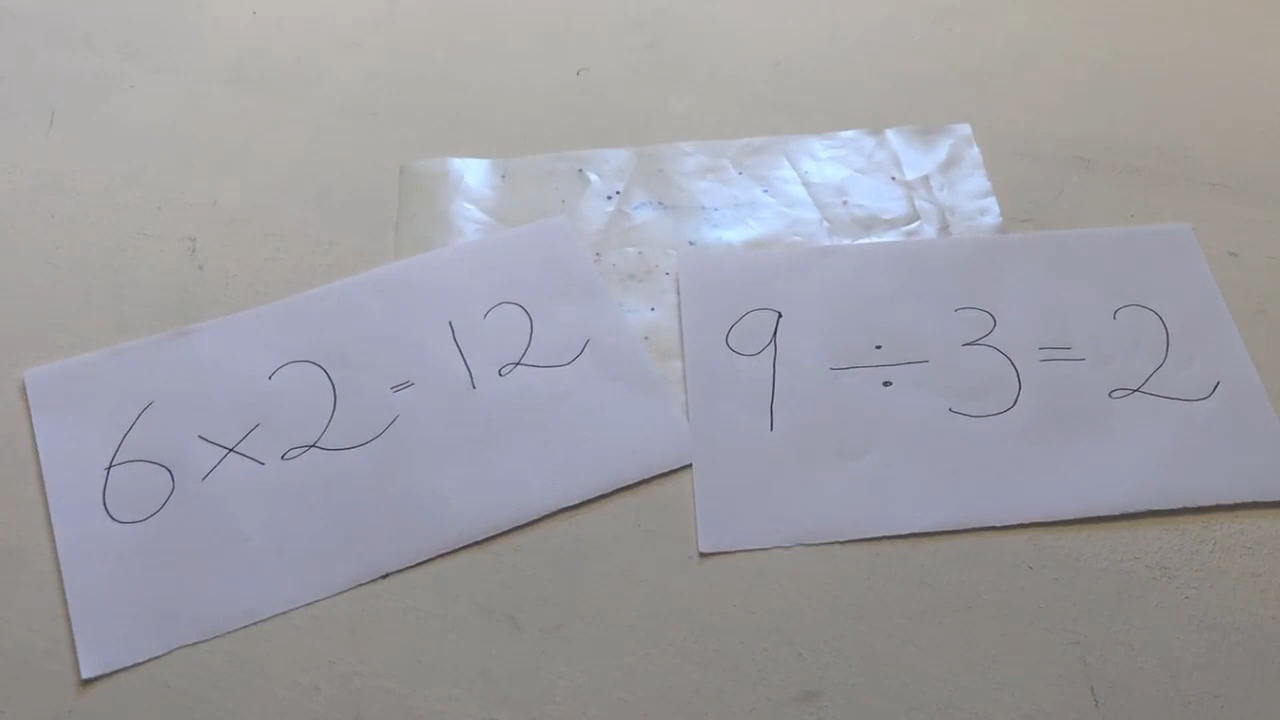 6 × 2 = 12
9 ÷ 3 = 2